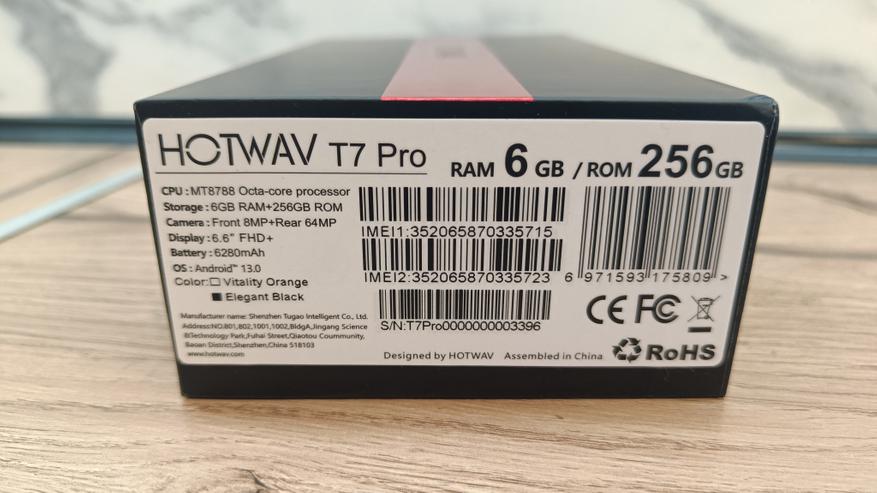 HOTWAV T7 Pro
RAM 6 GB / ROM 256GB
CPU : MT8788 Octa-core processor
Storage : 6GB RAM+256GB ROM
Camera : Front 8MP+Rear 64MP
Display : 6.6" FHD+
Battery : 6280mAh
OS : Android™ 13.0
Color: □ Vitality Orange
■ Elegant Black
IMEI1:352065870335715
IMEI2:352065870335723
6 971593 175809 >
S/N:T7Pro0000000003396
Manufacturer name: Shenzhen Tugao Intelligent Co., Ltd.
Address:NO.801,802,1001,1002,BldgA,Jingang Science
&Technology Park,Fuhai Street,Qiaotou Coummunity,
Baoan District,Shenzhen,China 518103
www.hotwav.com
Designed by HOTWAV Assembled in China
CE FC
RoHS